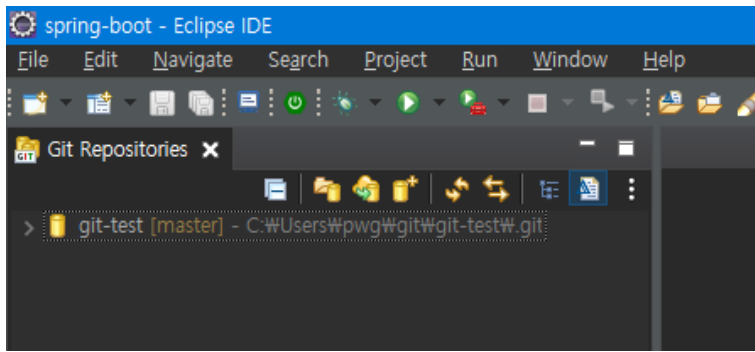 spring-boot - Eclipse IDE
File Edit Navigate Search Project Run Window Help
GIT Git Repositories
git-test [master] - C:₩Users₩pwg₩git₩git-test₩.git